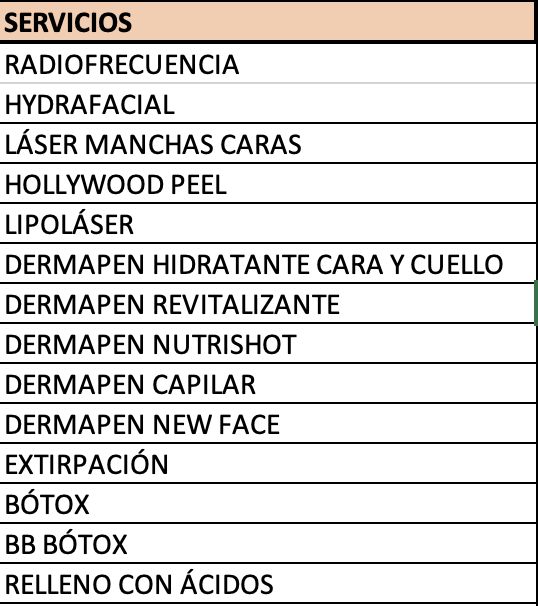 SERVICIOS
RADIOFRECUENCIA
HYDRAFACIAL
LÁSER MANCHAS CARAS
HOLLYWOOD PEEL
LIPOLÁSER
DERMAPEN HIDRATANTE CARA Y CUELLO
DERMAPEN REVITALIZANTE
DERMAPEN NUTRISHOT
DERMAPEN CAPILAR
DERMAPEN NEW FACE
EXTIRPACIÓN
BÓTOX
BB BÓTOX
RELLENO CON ÁCIDOS